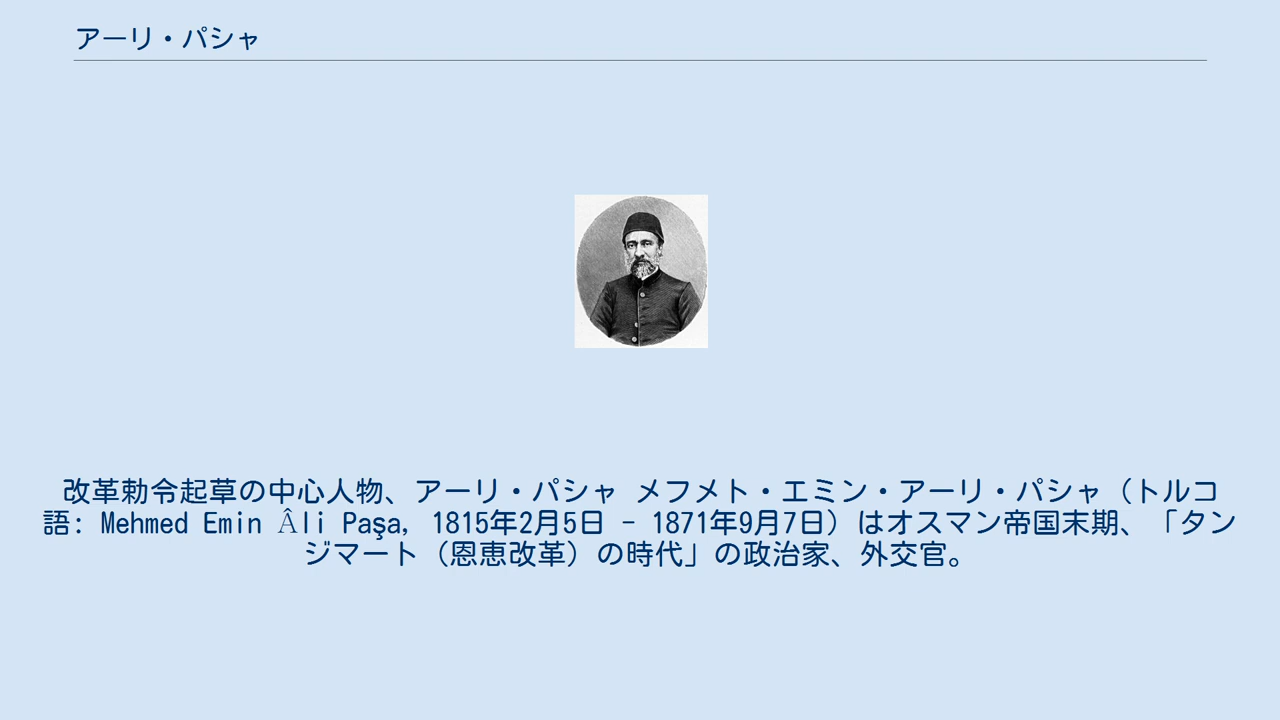 アーリ・パシャ
改革勅令起草の中心人物、アーリ・パシャ メフメト・エミン・アーリ・パシャ（トルコ
語: Mehmed Emin Âli Paşa, 1815年2月5日 - 1871年9月7日）はオスマン帝国末期、「タン
ジマート（恩恵改革）の時代」の政治家、外交官。